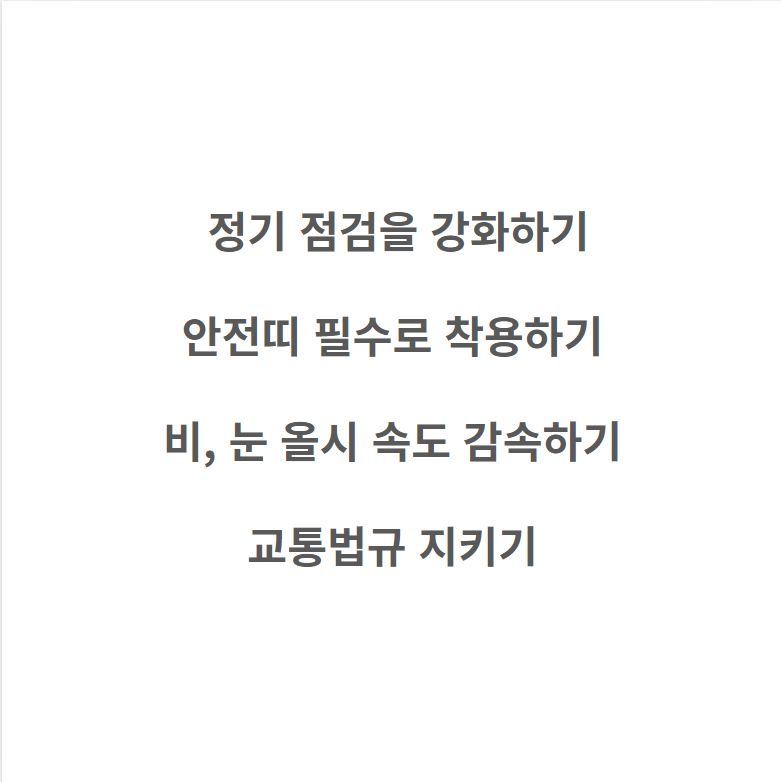 정기 점검을 강화하기
안전띠 필수로 착용하기
비, 눈 올시 속도 감속하기
교통법규 지키기